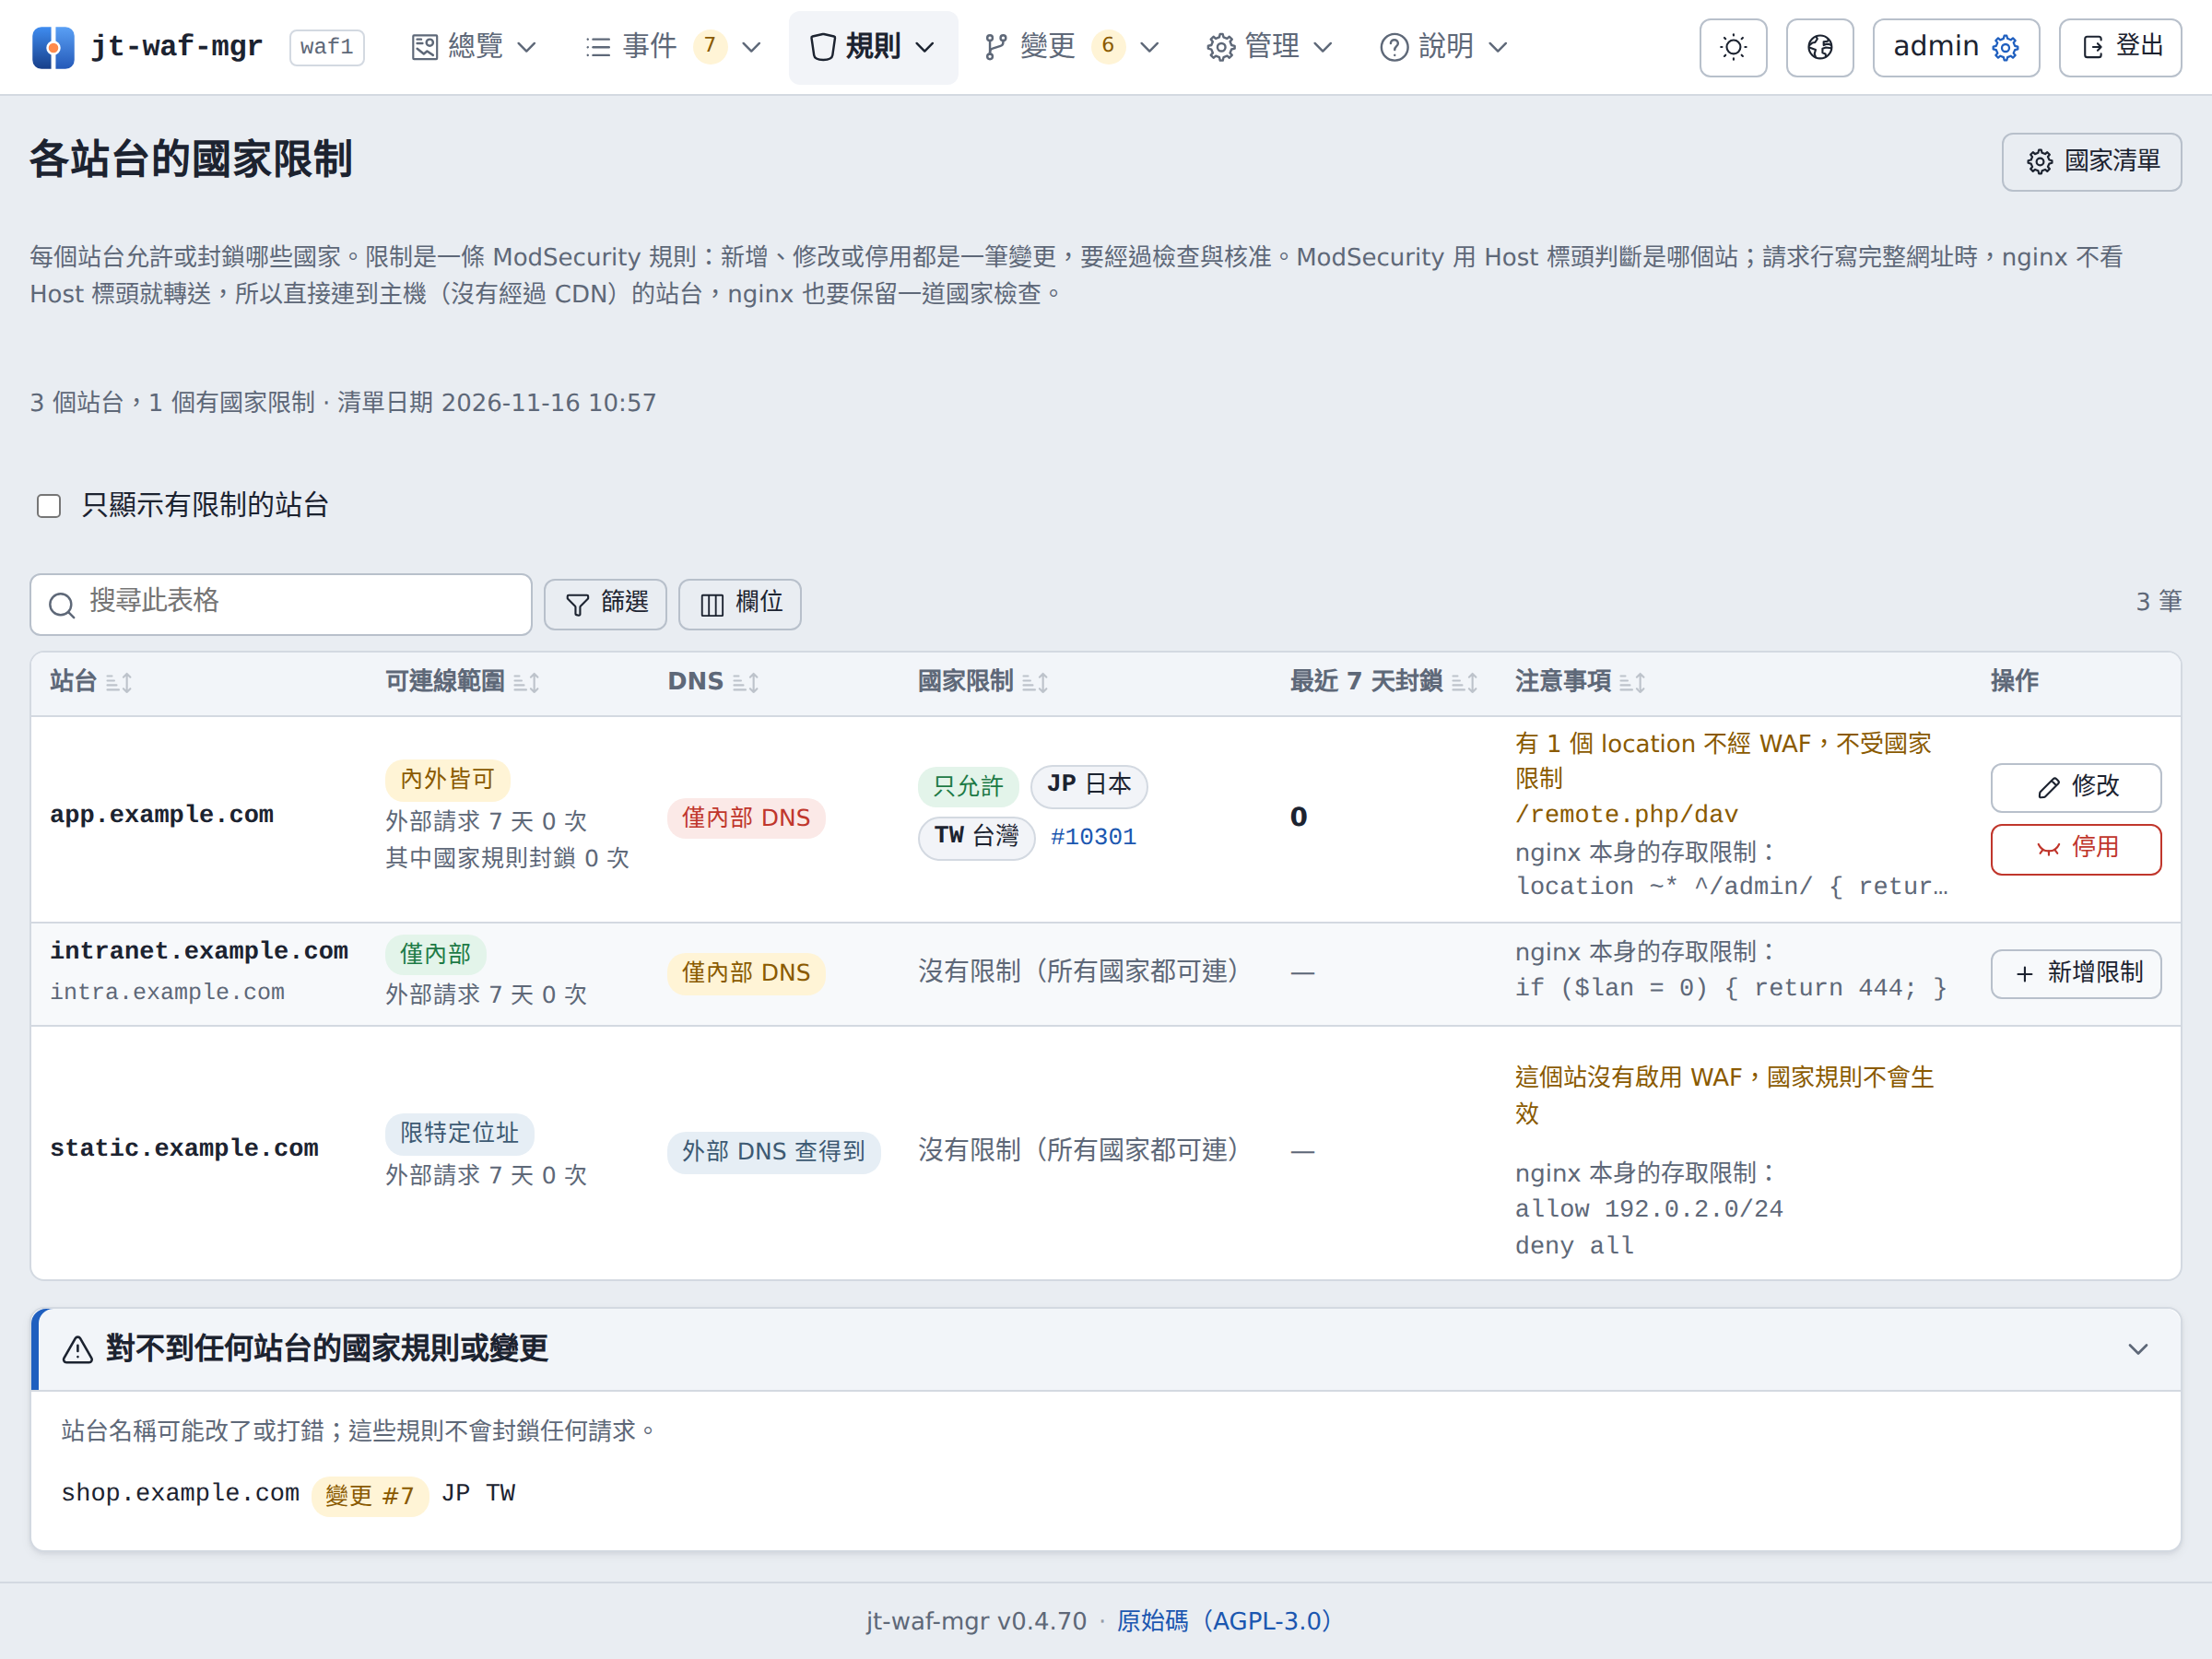 jt-waf-mgr waf1 總覽 事件 7 規則 變更 6 管理 說明 admin 登出
各站台的國家限制 國家清單
每個站台允許或封鎖哪些國家。限制是一條 ModSecurity 規則：新增、修改或停用都是一筆變更，要經過檢查與核准。ModSecurity 用 Host 標頭判斷是哪個站；請求行寫完整網址時，nginx 不看
Host 標頭就轉送，所以直接連到主機（沒有經過 CDN）的站台，nginx 也要保留一道國家檢查。
3 個站台，1 個有國家限制 · 清單日期 2026-11-16 10:57
只顯示有限制的站台
搜尋此表格 篩選 欄位 3 筆
站台 可連線範圍 DNS 國家限制 最近 7 天封鎖 注意事項 操作
app.example.com
內外皆可
外部請求 7 天 0 次
其中國家規則封鎖 0 次
僅內部 DNS
只允許 JP 日本
TW 台灣 #10301
0
有 1 個 location 不經 WAF，不受國家
限制
/remote.php/dav
nginx 本身的存取限制：
location ~* ^/admin/ { retur…
修改
停用
intranet.example.com
intra.example.com
僅內部
外部請求 7 天 0 次
僅內部 DNS
沒有限制（所有國家都可連）
—
nginx 本身的存取限制：
if ($lan = 0) { return 444; }
新增限制
static.example.com
限特定位址
外部請求 7 天 0 次
外部 DNS 查得到
沒有限制（所有國家都可連）
—
這個站沒有啟用 WAF，國家規則不會生
效
nginx 本身的存取限制：
allow 192.0.2.0/24
deny all
對不到任何站台的國家規則或變更
站台名稱可能改了或打錯；這些規則不會封鎖任何請求。
shop.example.com 變更 #7 JP TW
jt-waf-mgr v0.4.70 · 原始碼（AGPL-3.0）